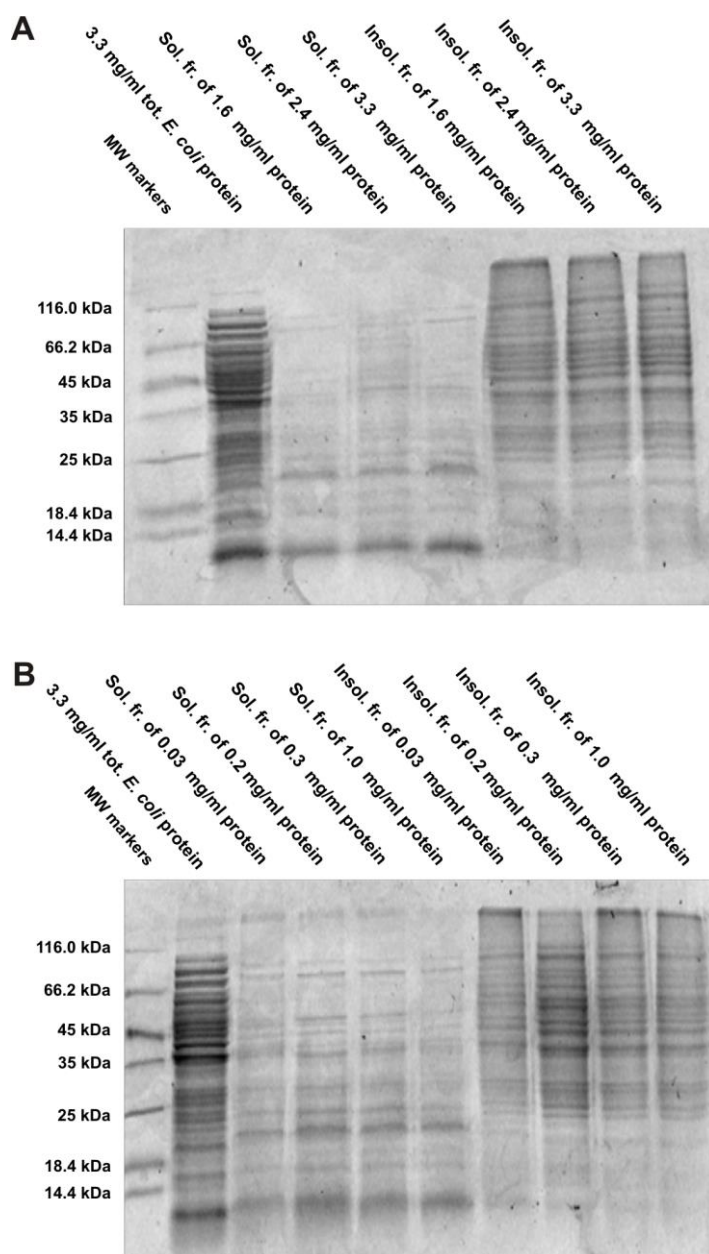 A
MW markers
3.3 mg/ml tot. E. coli protein
Sol. fr. of 1.6 mg/ml protein
Sol. fr. of 2.4 mg/ml protein
Sol. fr. of 3.3 mg/ml protein
Insol. fr. of 1.6 mg/ml protein
Insol. fr. of 2.4 mg/ml protein
Insol. fr. of 3.3 mg/ml protein
116.0 kDa
66.2 kDa
45 kDa
35 kDa
25 kDa
18.4 kDa
14.4 kDa
B
MW markers
3.3 mg/ml tot. E. coli protein
Sol. fr. of 0.03 mg/ml protein
Sol. fr. of 0.2 mg/ml protein
Sol. fr. of 0.3 mg/ml protein
Sol. fr. of 1.0 mg/ml protein
Insol. fr. of 0.03 mg/ml protein
Insol. fr. of 0.2 mg/ml protein
Insol. fr. of 0.3 mg/ml protein
Insol. fr. of 1.0 mg/ml protein
116.0 kDa
66.2 kDa
45 kDa
35 kDa
25 kDa
18.4 kDa
14.4 kDa